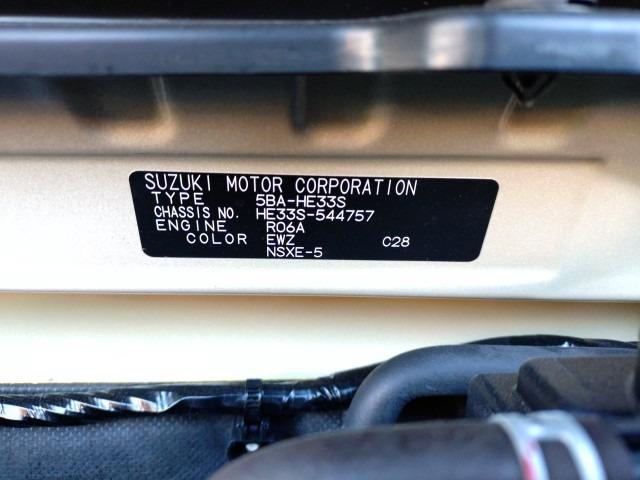 SUZUKI MOTOR CORPORATION
TYPE 5BA-HE33S
CHASSIS NO. HE33S-544757
ENGINE R06A
COLOR EWZ C28
NSXE-5